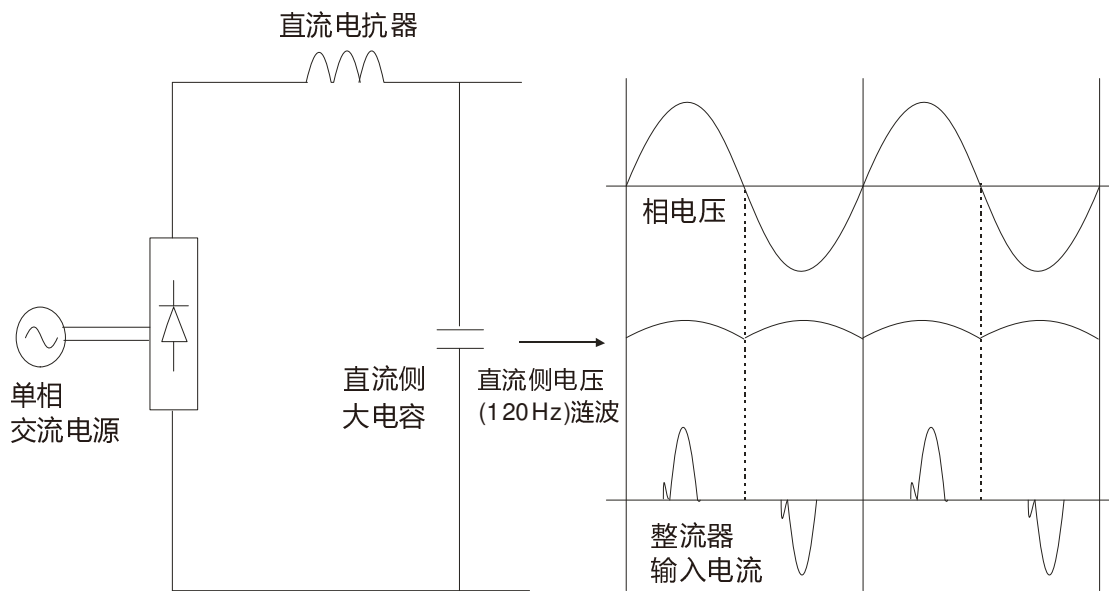 直流电抗器
相电压
单相
交流电源
直流侧
大电容
直流侧电压
(120Hz)涟波
整流器
输入电流